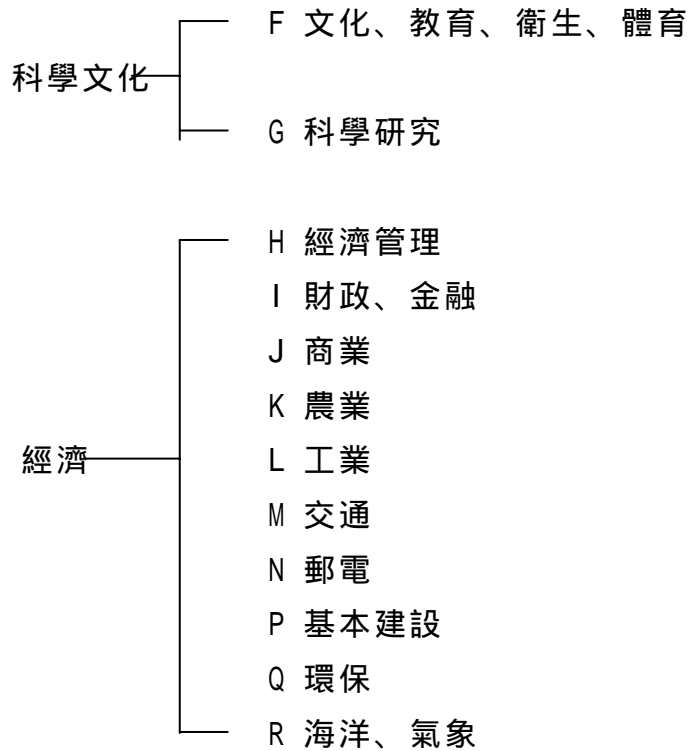 F 文化、教育、衛生、體育
科學文化
G 科學研究
H 經濟管理
I 財政、金融
J 商業
K 農業
經濟
L 工業
M 交通
N 郵電
P 基本建設
Q 環保
R 海洋、氣象